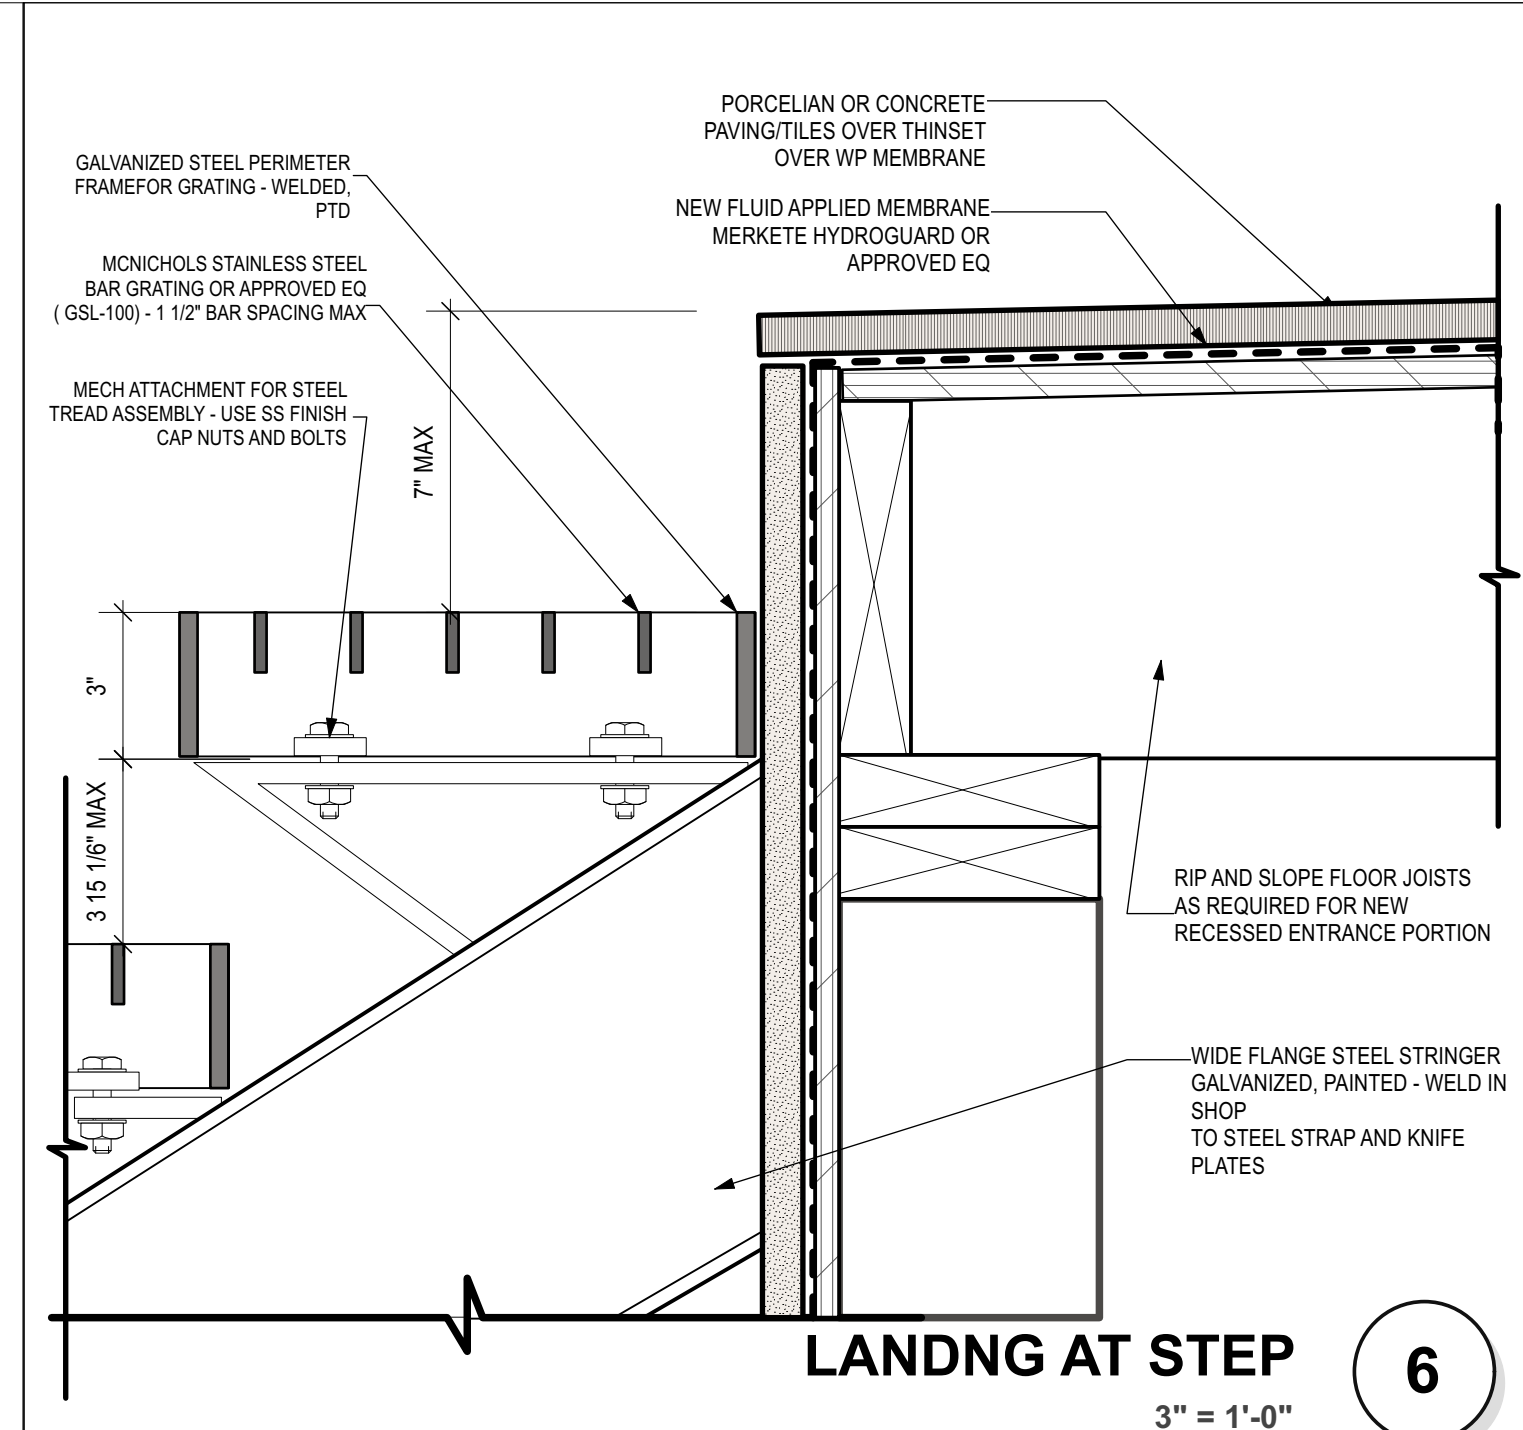 PORCELIAN OR CONCRETE
PAVING/TILES OVER THINSET
OVER WP MEMBRANE
GALVANIZED STEEL PERIMETER
FRAMEFOR GRATING - WELDED,
PTD
NEW FLUID APPLIED MEMBRANE
MERKETE HYDROGUARD OR
APPROVED EQ
MCNICHOLS STAINLESS STEEL
BAR GRATING OR APPROVED EQ
( GSL-100) - 1 1/2" BAR SPACING MAX
MECH ATTACHMENT FOR STEEL
TREAD ASSEMBLY - USE SS FINISH
CAP NUTS AND BOLTS
7" MAX
3"
3 15 1/6" MAX
RIP AND SLOPE FLOOR JOISTS
AS REQUIRED FOR NEW
RECESSED ENTRANCE PORTION
WIDE FLANGE STEEL STRINGER
GALVANIZED, PAINTED - WELD IN
SHOP
TO STEEL STRAP AND KNIFE
PLATES
LANDNG AT STEP
6
3" = 1'-0"